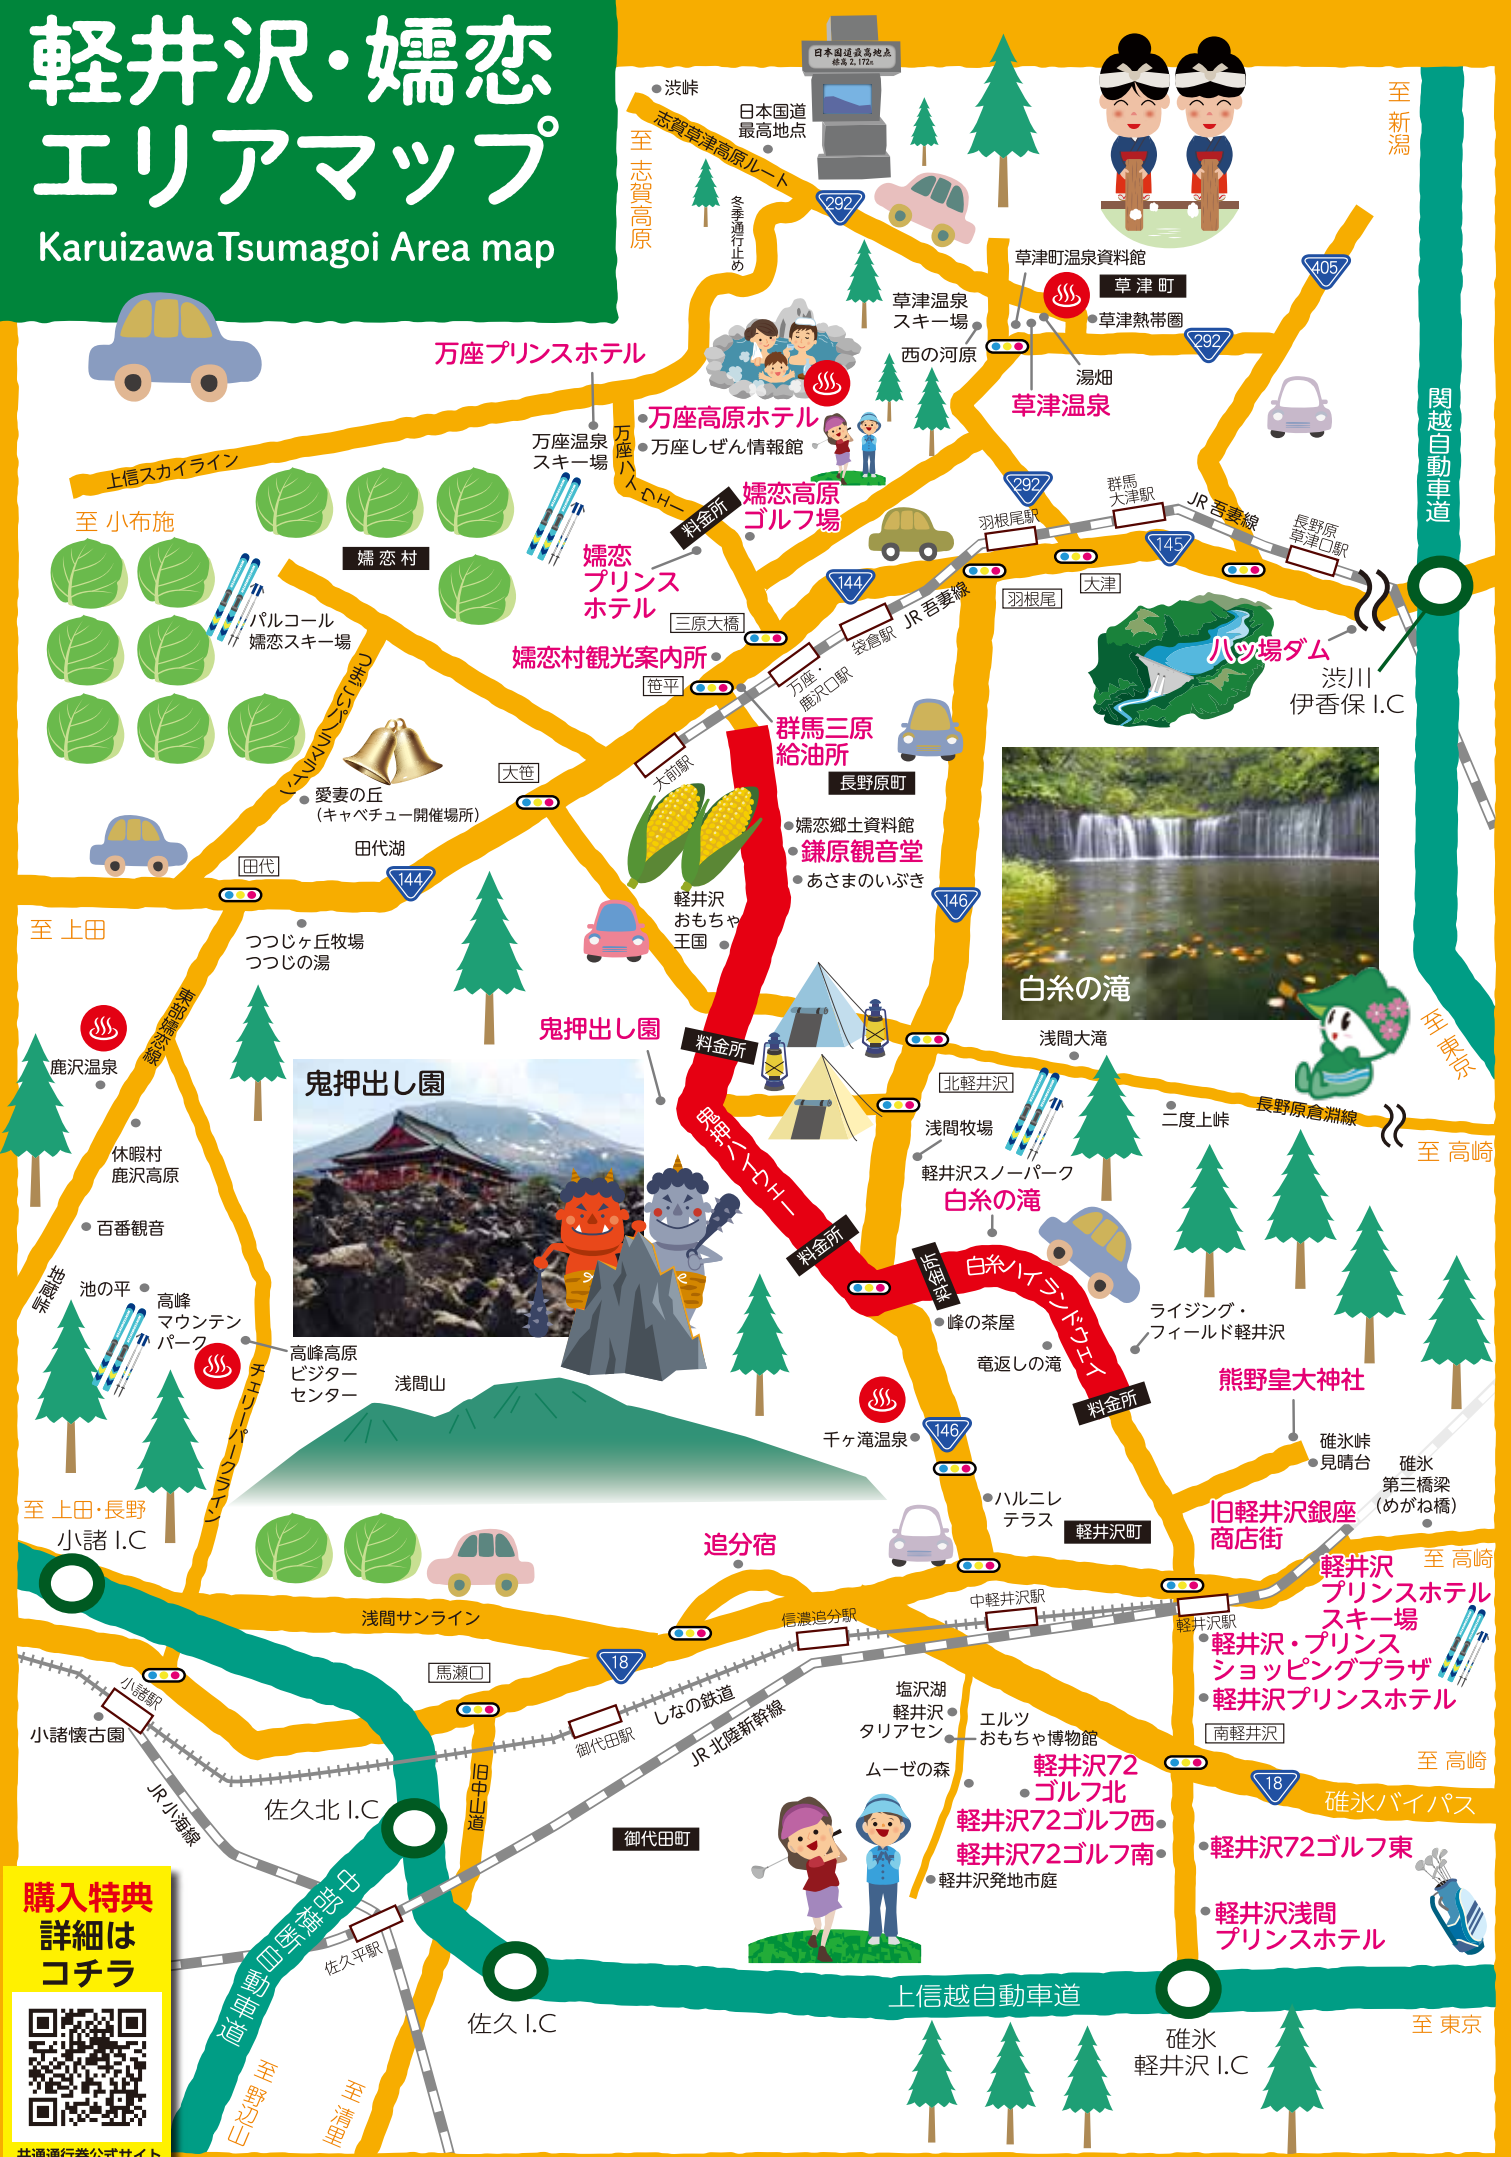 軽井沢・嬬恋
エリアマップ
Karuizawa Tsumagoi Area map
渋峠
日本国道
最高地点
日本国道最高地点
標高2,172m
志賀草津高原ルート
至 志賀高原
冬季通行止め
292
至 新潟
405
草津町温泉資料館
草津町
草津温泉
スキー場
草津熱帯圏
西の河原
292
湯畑
草津温泉
関越自動車道
万座プリンスホテル
万座高原ホテル
万座しぜん情報館
万座温泉
スキー場
万座ハイウェー
上信スカイライン
至 小布施
料金所
嬬恋高原
ゴルフ場
嬬恋
プリンス
ホテル
嬬恋村
パルコール
嬬恋スキー場
292
羽根尾駅
群馬
大津駅
JR 吾妻線
長野原
草津口駅
145
144
羽根尾
大津
JR 吾妻線
袋倉駅
三原大橋
嬬恋村観光案内所
笹平
万座・
鹿沢口駅
八ッ場ダム
渋川
伊香保 I.C
群馬三原
給油所
長野原町
大前駅
つまごいパノラマライン
愛妻の丘
(キャベチュー開催場所)
大笹
田代湖
田代
144
至 上田
つつじヶ丘牧場
つつじの湯
嬬恋郷土資料館
鎌原観音堂
あさまのいぶき
軽井沢
おもちゃ
王国
146
白糸の滝
至 東京
東部嬬恋線
鹿沢温泉
鬼押出し園
料金所
鬼押出し園
浅間大滝
北軽井沢
二度上峠
長野原倉渕線
至 高崎
浅間牧場
軽井沢スノーパーク
白糸の滝
鬼押ハイウェー
休暇村
鹿沢高原
百番観音
地蔵峠
池の平
高峰
マウンテン
パーク
高峰高原
ビジター
センター
チェリーパークライン
浅間山
料金所
料金所
白糸ハイランドウェイ
峰の茶屋
竜返しの滝
ライジング・
フィールド軽井沢
料金所
熊野皇大神社
千ヶ滝温泉
146
碓氷峠
見晴台
碓氷
第三橋梁
(めがね橋)
ハルニレ
テラス
軽井沢町
旧軽井沢銀座
商店街
至 上田・長野
小諸 I.C
追分宿
至 高崎
軽井沢
プリンスホテル
スキー場
浅間サンライン
信濃追分駅
中軽井沢駅
軽井沢駅
軽井沢・プリンス
ショッピングプラザ
軽井沢プリンスホテル
18
馬瀬口
小諸駅
小諸懐古園
しなの鉄道
御代田駅
JR 北陸新幹線
塩沢湖
軽井沢
タリアセン
エルツ
おもちゃ博物館
ムーゼの森
南軽井沢
至 高崎
18
碓氷バイパス
軽井沢72
ゴルフ北
軽井沢72ゴルフ西
軽井沢72ゴルフ南
軽井沢72ゴルフ東
軽井沢発地市庭
旧中山道
佐久北 I.C
JR 小海線
御代田町
軽井沢浅間
プリンスホテル
中部横断自動車道
佐久平駅
佐久 I.C
上信越自動車道
碓氷
軽井沢 I.C
至 東京
至 野辺山
至 清里
購入特典
詳細は
コチラ
共通通行券公式サイト